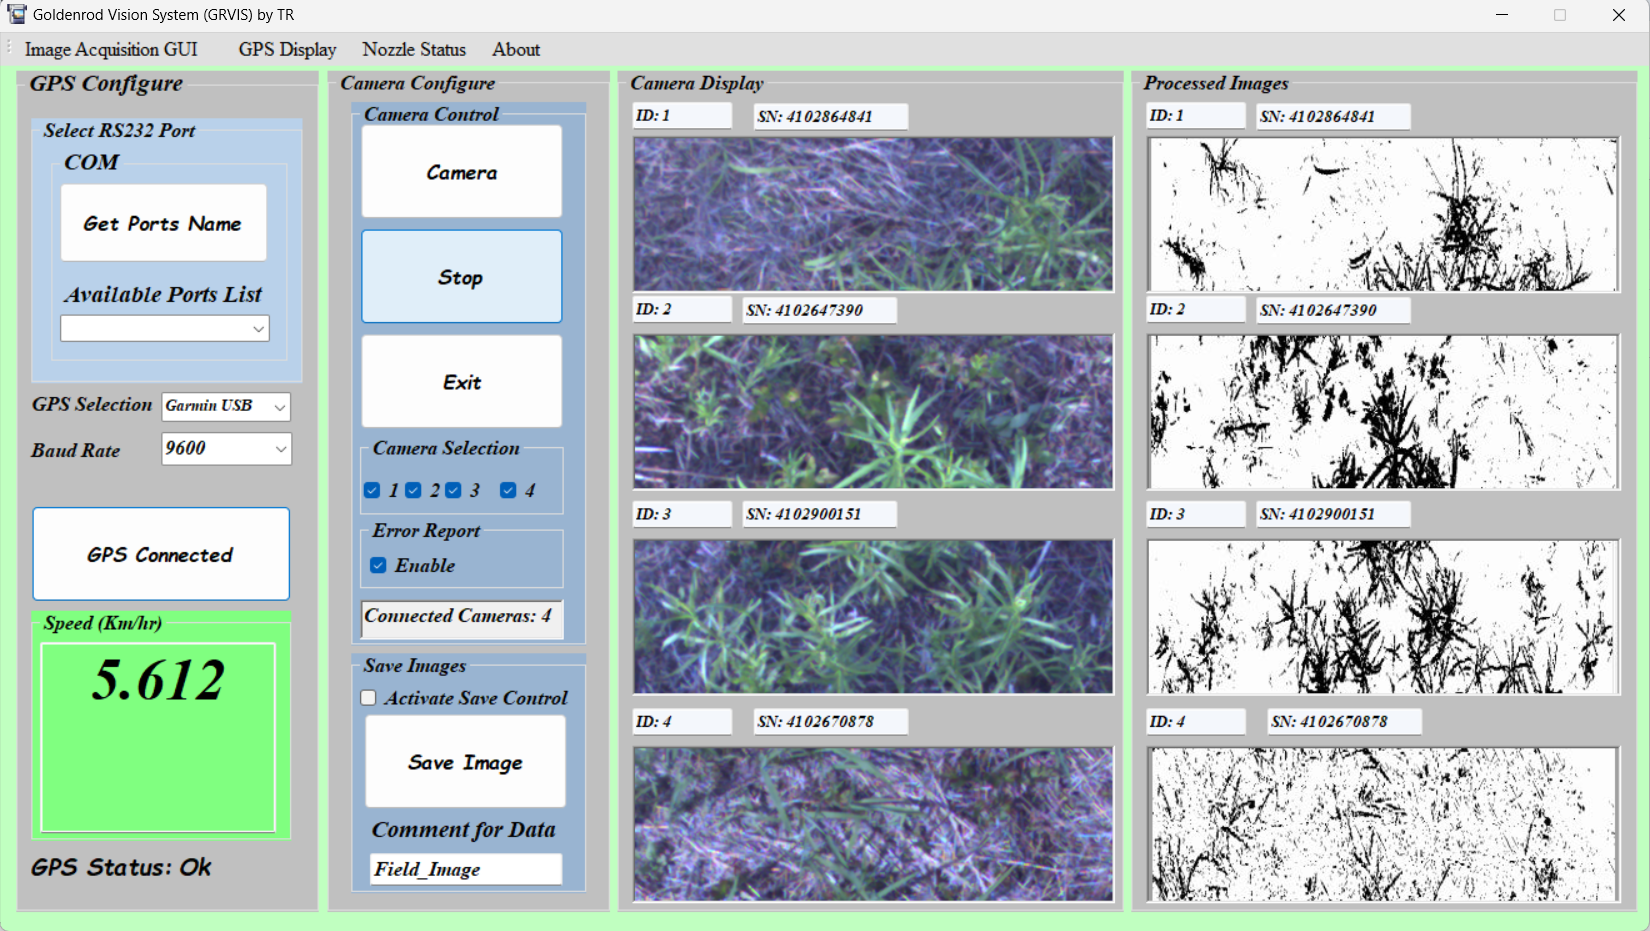 Goldenrod Vision System (GRVIS) by TR
Image Acquisition GUI GPS Display Nozzle Status About
GPS Configure
Select RS232 Port
COM
Get Ports Name
Available Ports List
GPS Selection Garmin USB
Baud Rate 9600
GPS Connected
Speed (Km/hr)
5.612
GPS Status: Ok
Camera Configure
Camera Control
Camera
Stop
Exit
Camera Selection
1 2 3 4
Error Report
Enable
Connected Cameras: 4
Save Images
Activate Save Control
Save Image
Comment for Data
Field_Image
Camera Display
ID: 1 SN: 4102864841
ID: 2 SN: 4102647390
ID: 3 SN: 4102900151
ID: 4 SN: 4102670878
Processed Images
ID: 1 SN: 4102864841
ID: 2 SN: 4102647390
ID: 3 SN: 4102900151
ID: 4 SN: 4102670878